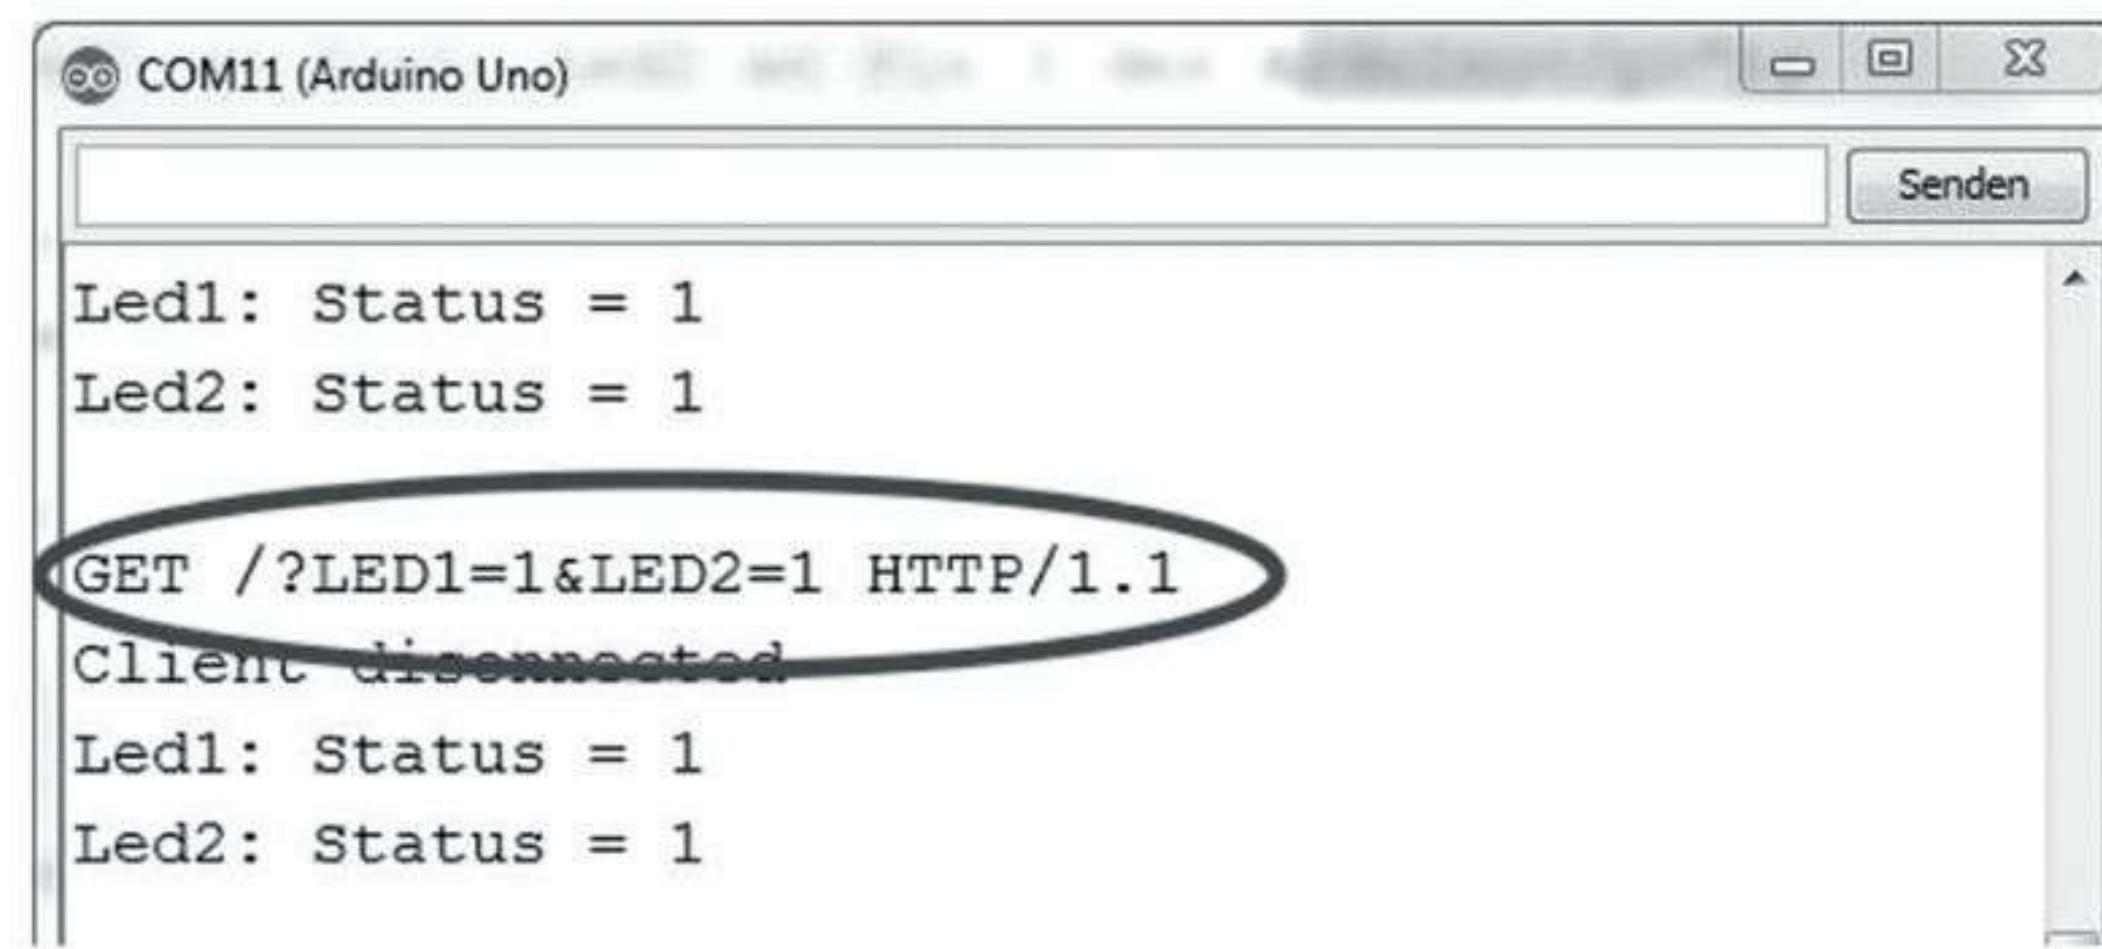 COM11 (Arduino Uno)
Senden
Led1: Status = 1
Led2: Status = 1
GET /?LED1=1&LED2=1 HTTP/1.1
Client disconnected
Led1: Status = 1
Led2: Status = 1